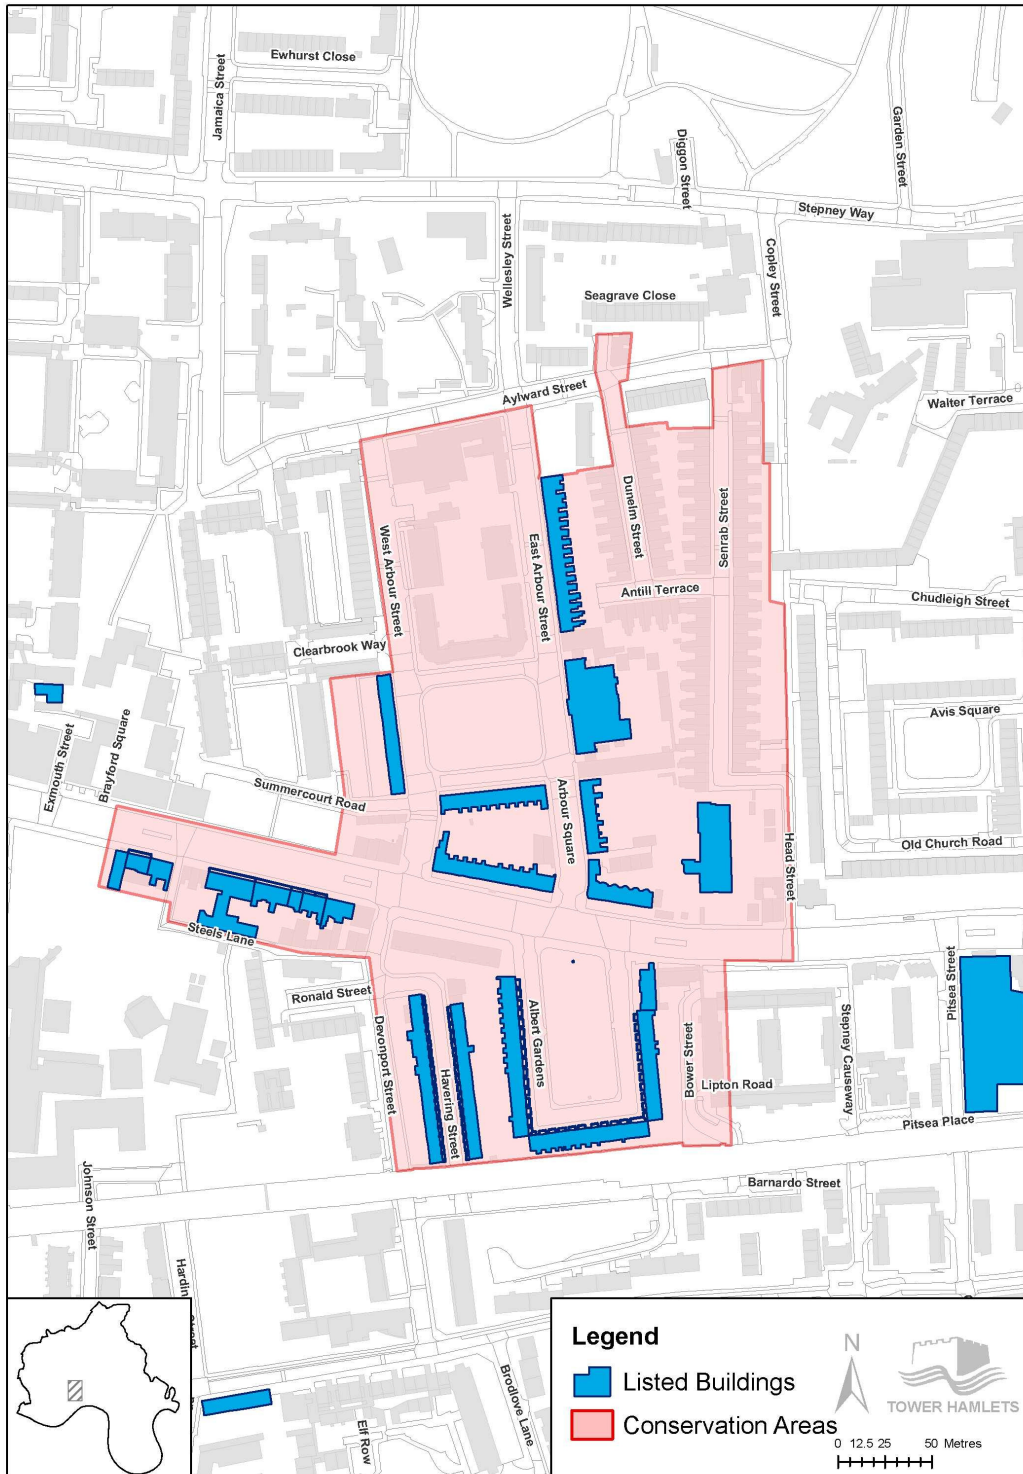 Ewhurst Close
Jamaica Street
Diggon Street
Garden Street
Stepney Way
Wellesley Street
Copley Street
Seagrave Close
Aylward Street
Walter Terrace
Dunelm Street
Senrab Street
West Arbour Street
East Arbour Street
Antill Terrace
Chudleigh Street
Clearbrook Way
Avis Square
Exmouth Street
Brayford Square
Summercourt Road
Arbour Square
Head Street
Old Church Road
Steels Lane
Ronald Street
Devonport Street
Havering Street
Albert Gardens
Bower Street
Lipton Road
Stepney Causeway
Pitsea Street
Pitsea Place
Barnardo Street
Johnson Street
Brodlove Lane
Elf Row
Legend
Listed Buildings
Conservation Areas
N
TOWER HAMLETS
0 12.5 25 50 Metres